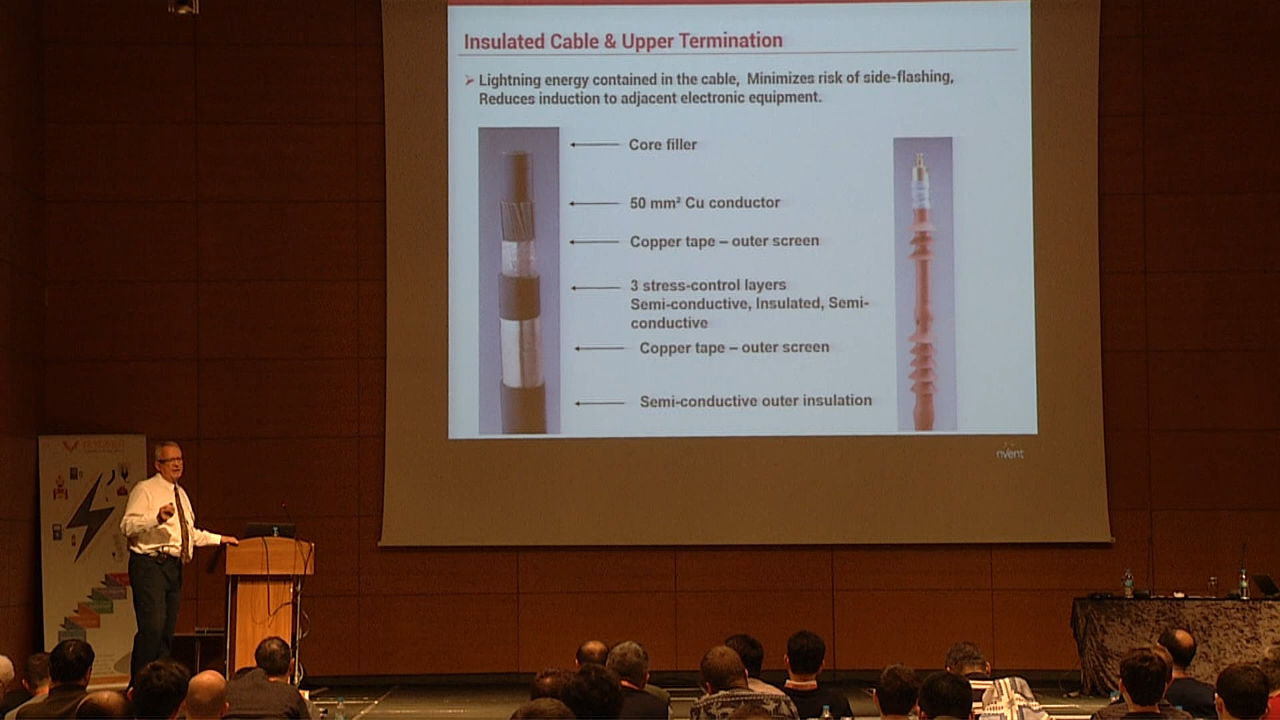 Insulated Cable & Upper Termination
➢ Lightning energy contained in the cable, Minimizes risk of side-flashing,
Reduces induction to adjacent electronic equipment.
Core filler
50 mm² Cu conductor
Copper tape – outer screen
3 stress-control layers
Semi-conductive, Insulated, Semi-
conductive
Copper tape – outer screen
Semi-conductive outer insulation
nVent